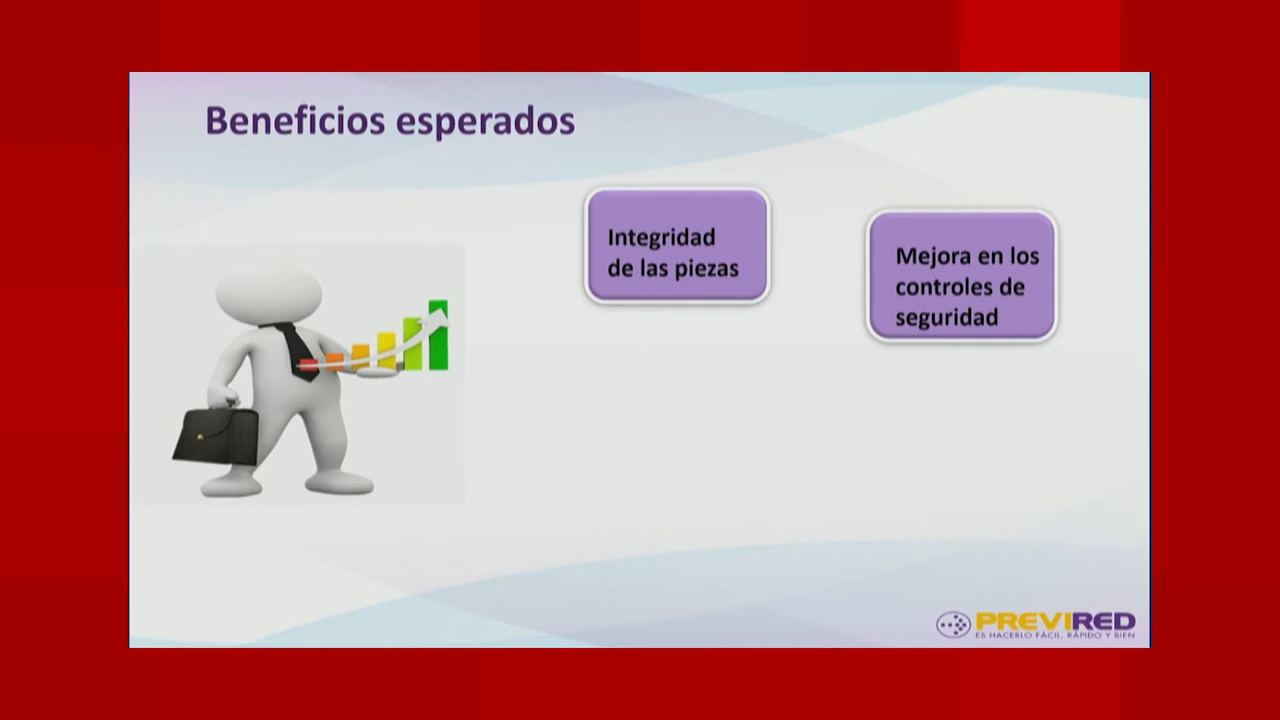 Beneficios esperados
Integridad
de las piezas
Mejora en los
controles de
seguridad
PREVIRED
ES HACERLO FÁCIL, RÁPIDO Y BIEN